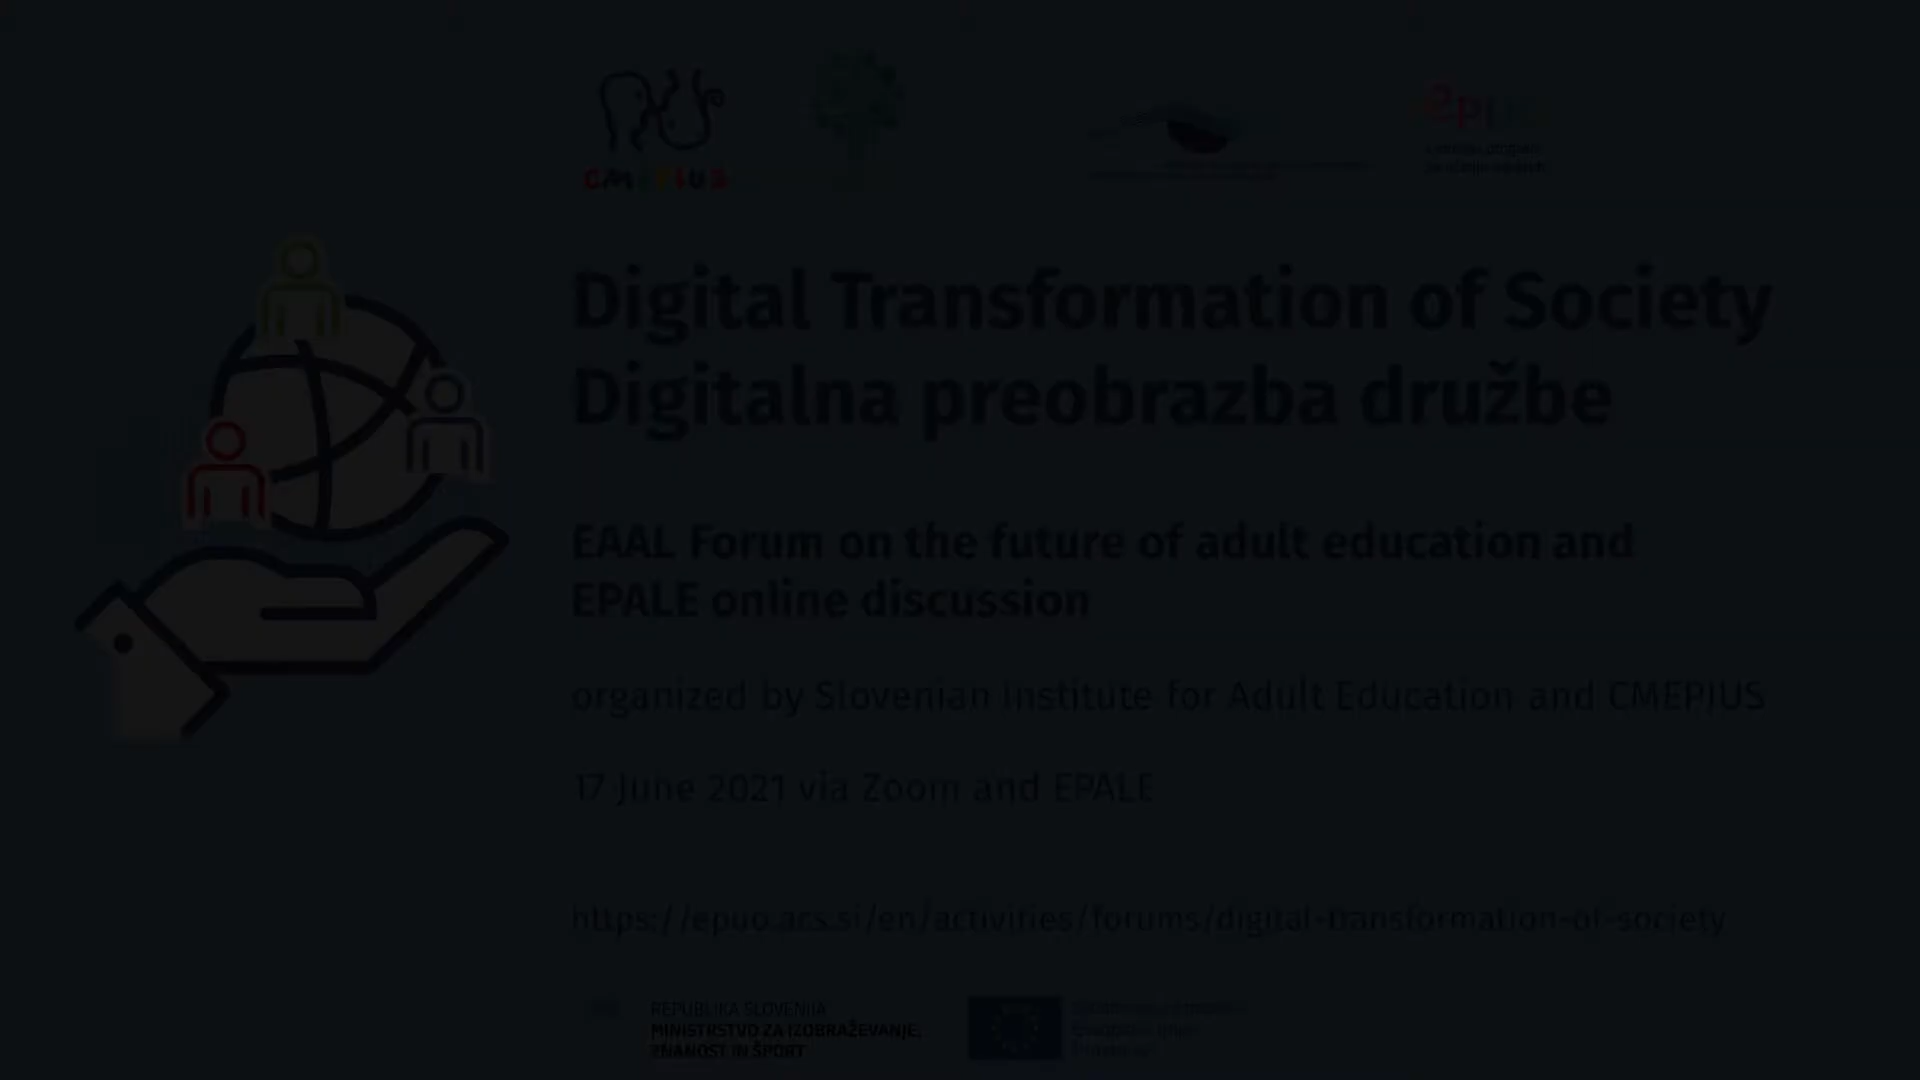 CMEPIUS
epuo
Digital Transformation of Society
Digitalna preobrazba družbe
EAAL Forum on the future of adult education and
EPALE online discussion
organized by Slovenian Institute for Adult Education and CMEPIUS
17 June 2021 via Zoom and EPALE
https://epuo.acs.si/en/activities/forums/digital-transformation-of-society
REPUBLIKA SLOVENIJA
MINISTRSTVO ZA IZOBRAŽEVANJE,
ZNANOST IN ŠPORT